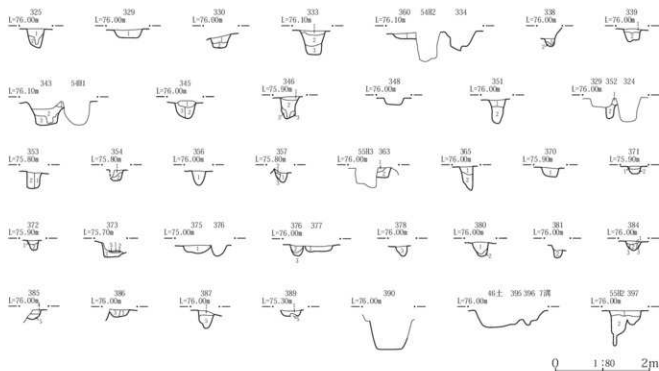 325 329 330 333 360 54B2 334 338 339
L=76.00m L=76.00m L=76.00m L=76.10m L=76.10m L=76.00m L=76.00m
343 54B1 345 346 348 351 329 352 324
L=76.10m L=76.00m L=75.90m L=76.00m L=76.00m L=76.00m
353 354 356 357 55B3 363 365 370 371
L=75.80m L=75.80m L=76.00m L=75.80m L=76.00m L=76.00m L=75.90m L=75.90m
372 373 375 376 376 377 378 380 381 384
L=75.90m L=75.70m L=75.00m L=76.00m L=76.00m L=76.00m L=76.00m L=76.00m
385 386 387 389 390 46土 395 396 7溝 55B2 397
L=76.00m L=76.00m L=76.00m L=75.30m L=76.00m L=76.00m L=76.00m
0 1:80 2m